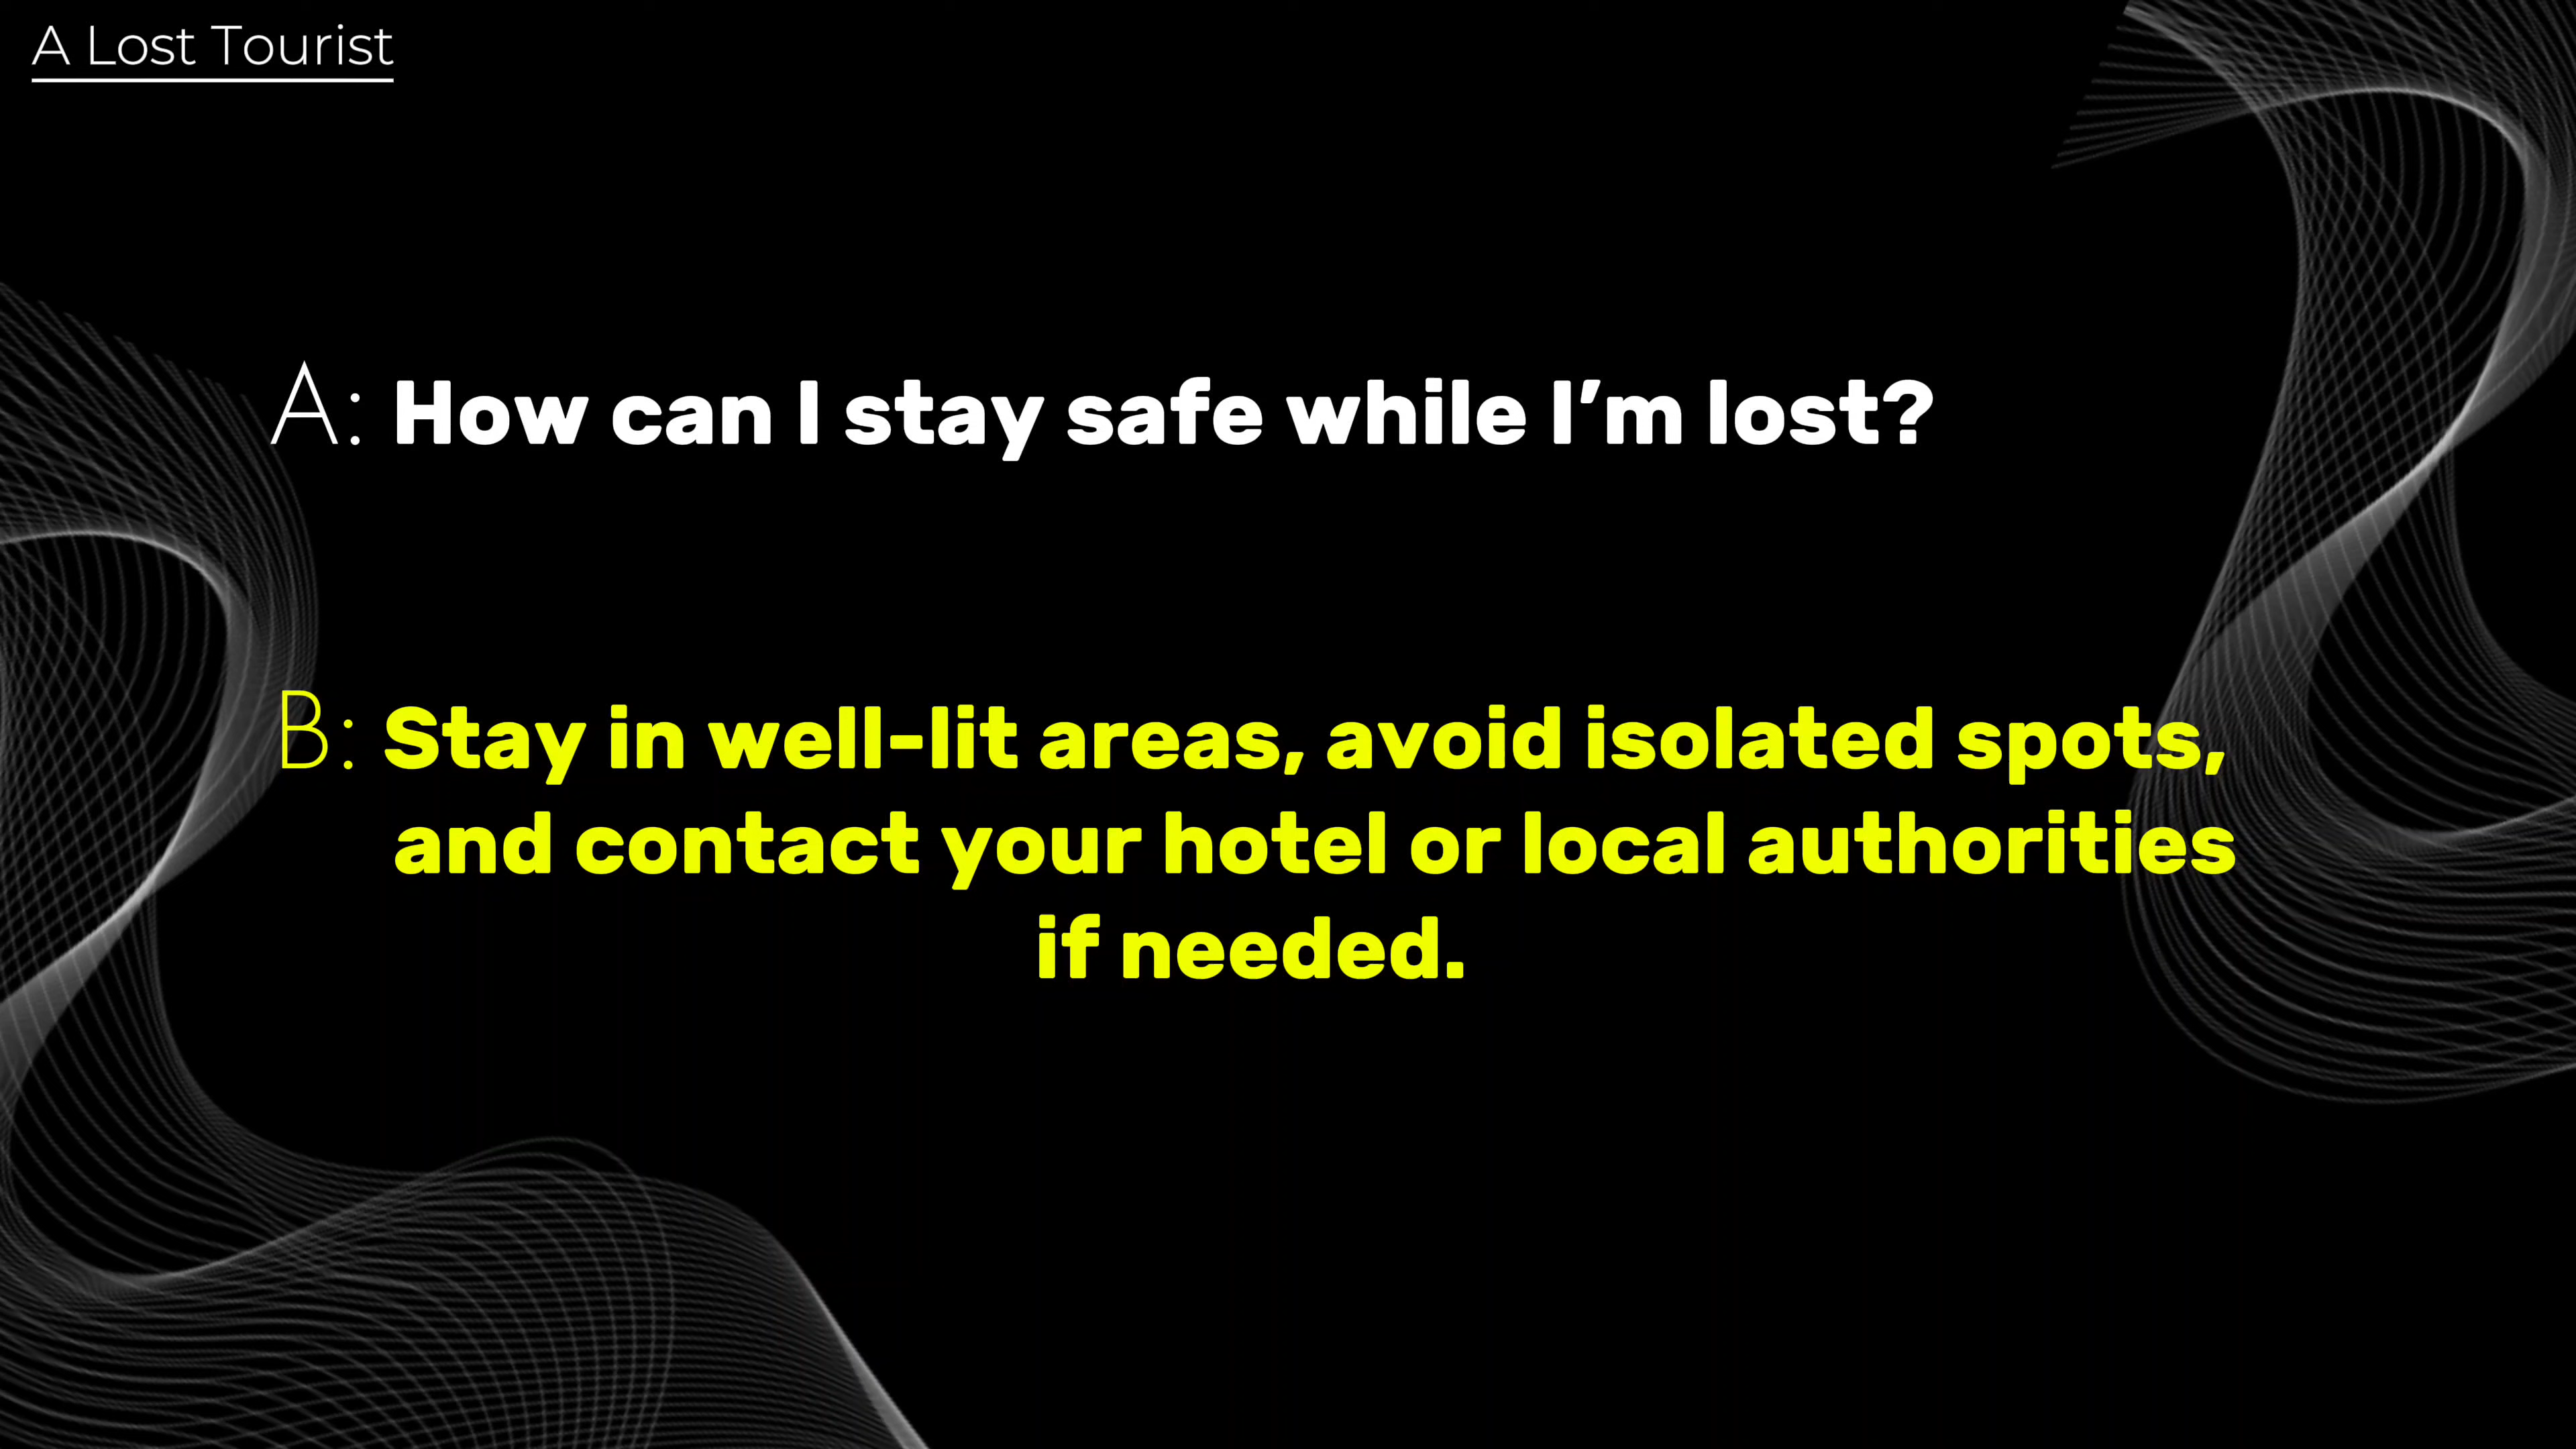 A Lost Tourist
A: How can I stay safe while I’m lost?
B: Stay in well-lit areas, avoid isolated spots,
and contact your hotel or local authorities
if needed.